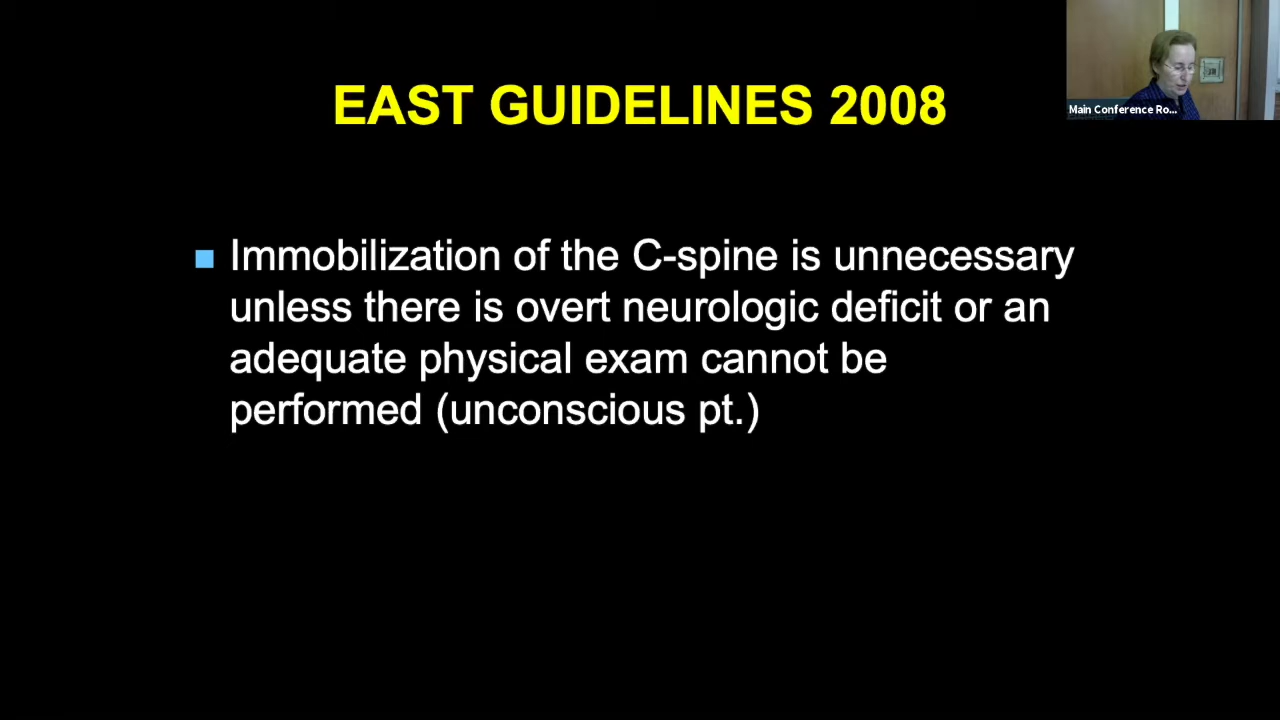 EAST GUIDELINES 2008
Main Conference Ro...
Immobilization of the C-spine is unnecessary
unless there is overt neurologic deficit or an
adequate physical exam cannot be
performed (unconscious pt.)